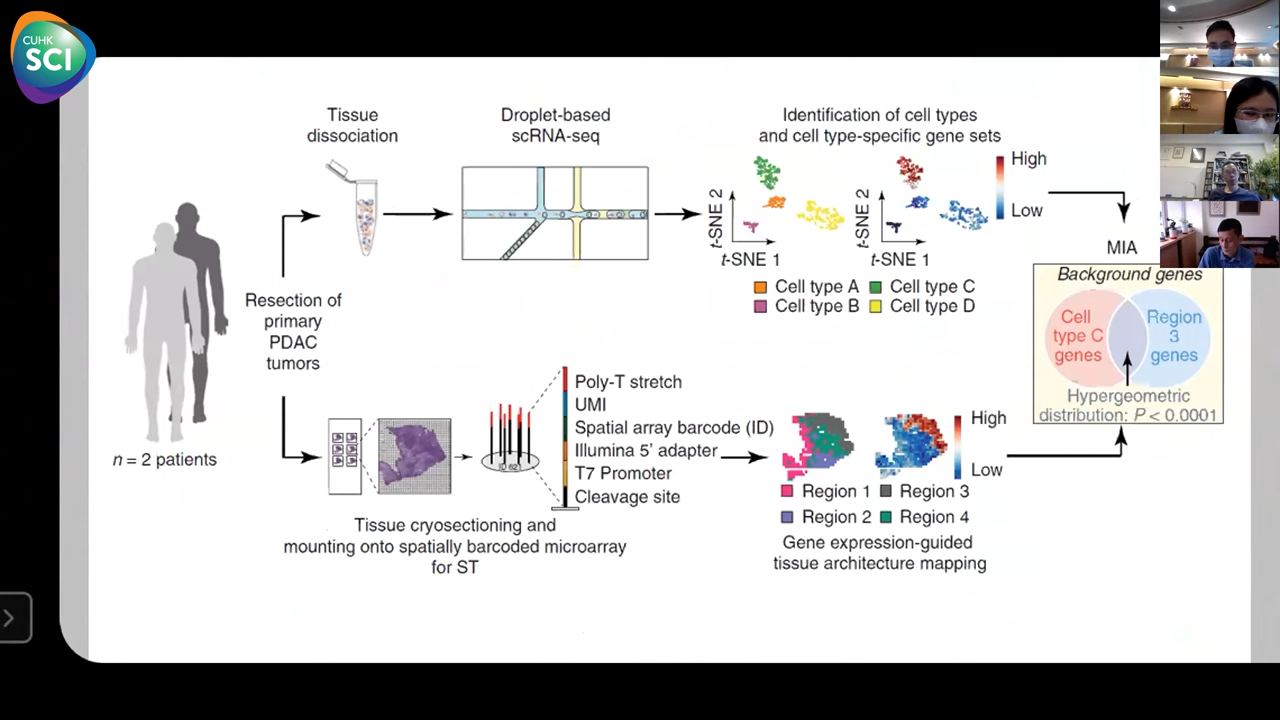 CUHK
SCI
Tissue
dissociation
Droplet-based
scRNA-seq
Identification of cell types
and cell type-specific gene sets
t-SNE 2
t-SNE 1
t-SNE 2
t-SNE 1
High
Low
Cell type A
Cell type C
Cell type B
Cell type D
MIA
Background genes
Cell
type C
genes
Region
3
genes
Hypergeometric
distribution: P < 0.0001
Resection of
primary
PDAC
tumors
n = 2 patients
ID 621
Poly-T stretch
UMI
Spatial array barcode (ID)
Illumina 5' adapter
T7 Promoter
Cleavage site
Tissue cryosectioning and
mounting onto spatially barcoded microarray
for ST
High
Low
Region 1
Region 3
Region 2
Region 4
Gene expression-guided
tissue architecture mapping